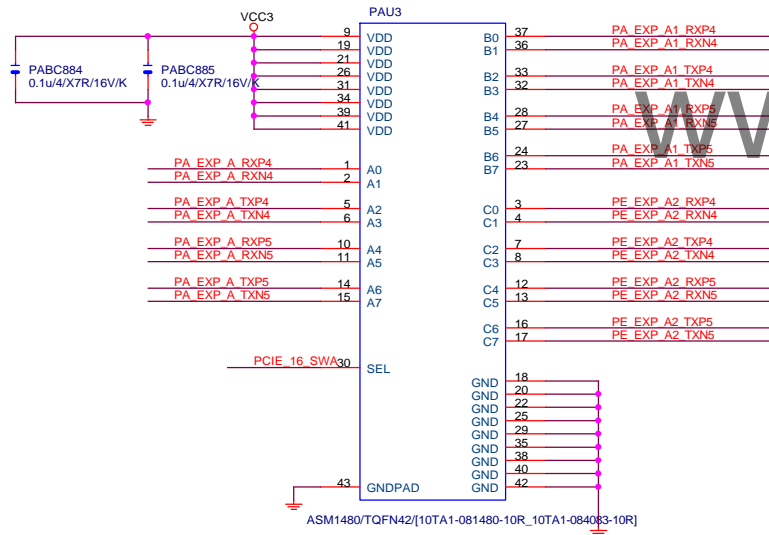 PAU3
VCC3
PABC884
0.1u/4/X7R/16V/K
PABC885
0.1u/4/X7R/16V/K
9 VDD
19 VDD
21 VDD
26 VDD
31 VDD
34 VDD
39 VDD
41 VDD
PA_EXP_A_RXP4 1 A0
PA_EXP_A_RXN4 2 A1
PA_EXP_A_TXP4 5 A2
PA_EXP_A_TXN4 6 A3
PA_EXP_A_RXP5 10 A4
PA_EXP_A_RXN5 11 A5
PA_EXP_A_TXP5 14 A6
PA_EXP_A_TXN5 15 A7
PCIE_16_SWA 30 SEL
43 GNDPAD
B0 37 PA_EXP_A1_RXP4
B1 36 PA_EXP_A1_RXN4
B2 33 PA_EXP_A1_TXP4
B3 32 PA_EXP_A1_TXN4
B4 28 PA_EXP_A1_RXP5
B5 27 PA_EXP_A1_RXN5
B6 24 PA_EXP_A1_TXP5
B7 23 PA_EXP_A1_TXN5
C0 3 PE_EXP_A2_RXP4
C1 4 PE_EXP_A2_RXN4
C2 7 PE_EXP_A2_TXP4
C3 8 PE_EXP_A2_TXN4
C4 12 PE_EXP_A2_RXP5
C5 13 PE_EXP_A2_RXN5
C6 16 PE_EXP_A2_TXP5
C7 17 PE_EXP_A2_TXN5
GND 18
GND 20
GND 22
GND 25
GND 29
GND 35
GND 38
GND 40
GND 42
ASM1480/TQFN42/[10TA1-081480-10R_10TA1-084083-10R]